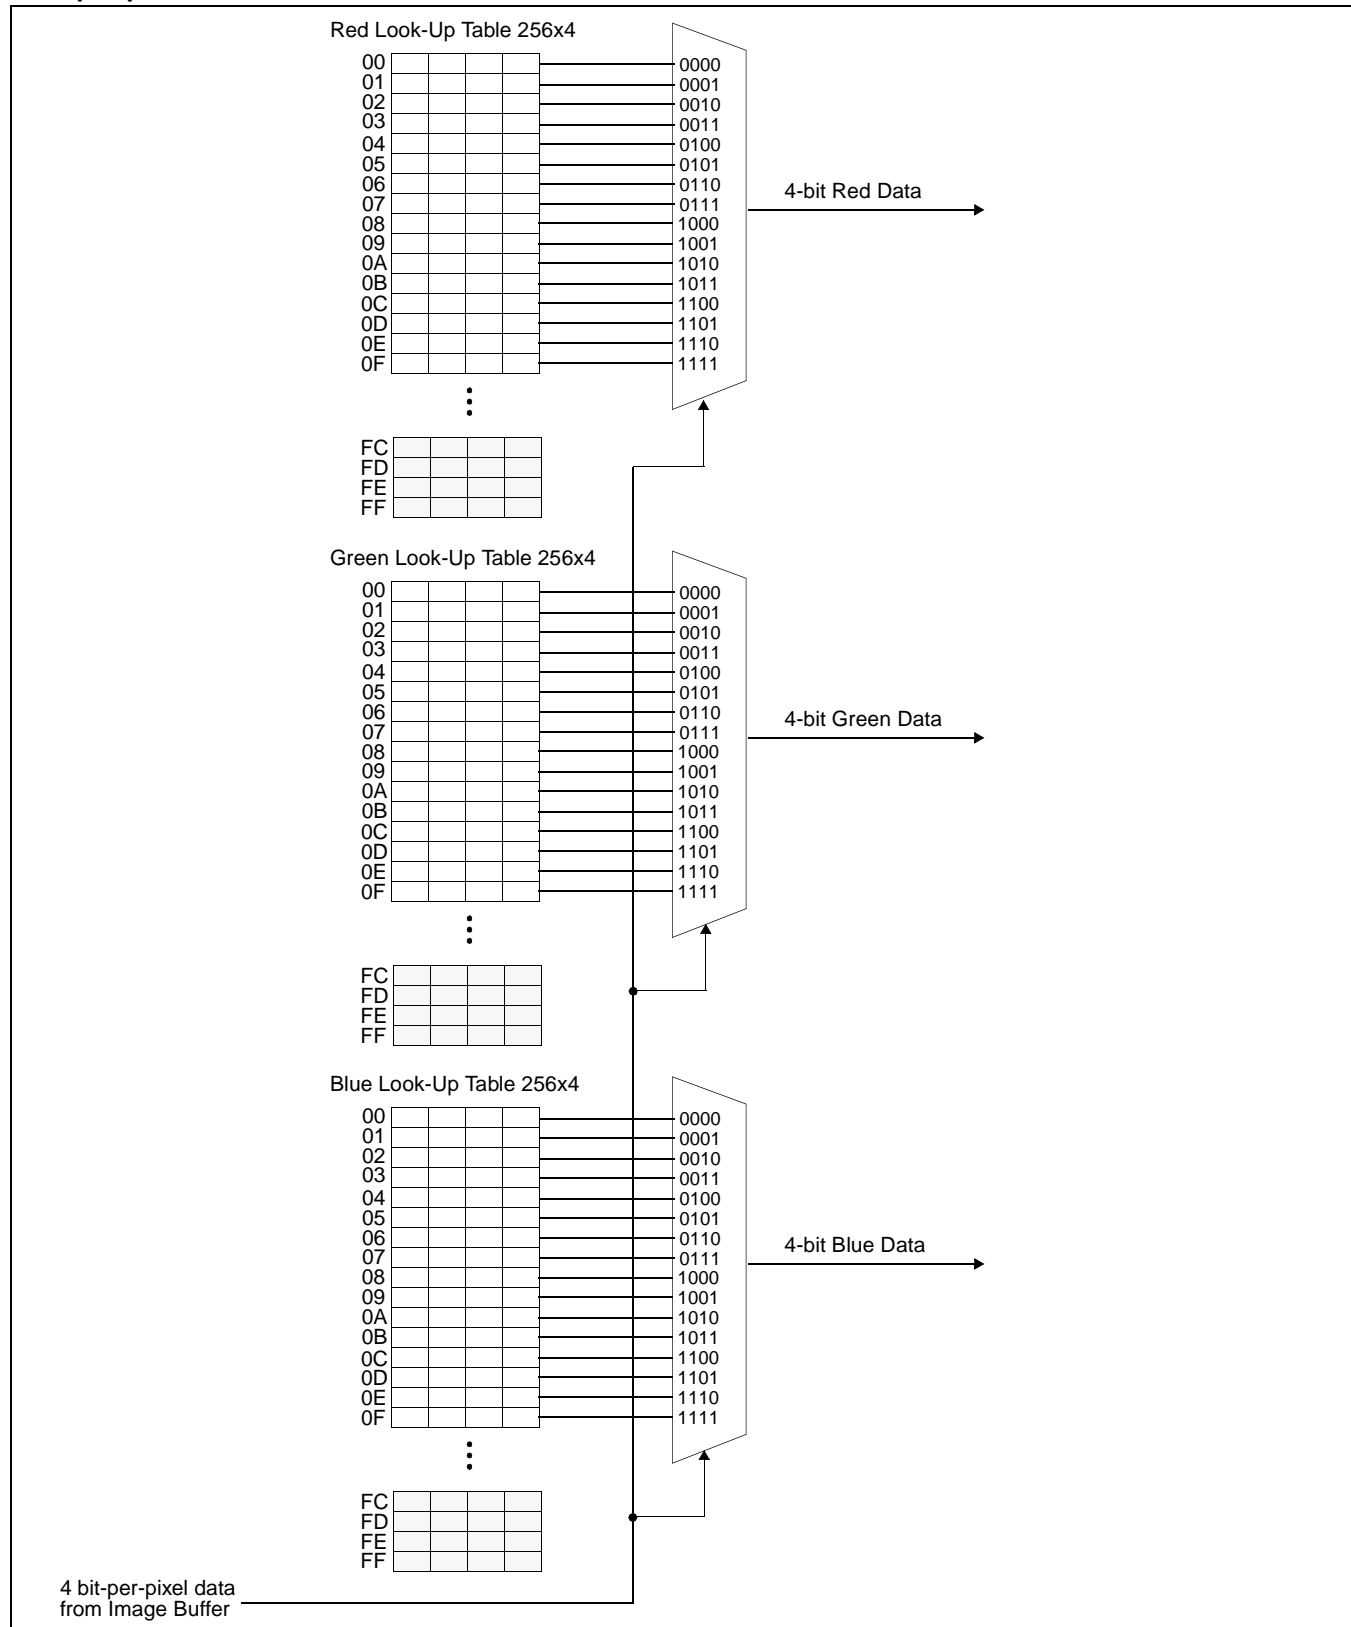 Red Look-Up Table 256x4
00 0000
01 0001
02 0010
03 0011
04 0100
05 0101
06 0110
07 0111
08 1000
09 1001
0A 1010
0B 1011
0C 1100
0D 1101
0E 1110
0F 1111
4-bit Red Data
FC
FD
FE
FF
Green Look-Up Table 256x4
00 0000
01 0001
02 0010
03 0011
04 0100
05 0101
06 0110
07 0111
08 1000
09 1001
0A 1010
0B 1011
0C 1100
0D 1101
0E 1110
0F 1111
4-bit Green Data
FC
FD
FE
FF
Blue Look-Up Table 256x4
00 0000
01 0001
02 0010
03 0011
04 0100
05 0101
06 0110
07 0111
08 1000
09 1001
0A 1010
0B 1011
0C 1100
0D 1101
0E 1110
0F 1111
4-bit Blue Data
FC
FD
FE
FF
4 bit-per-pixel data
from Image Buffer